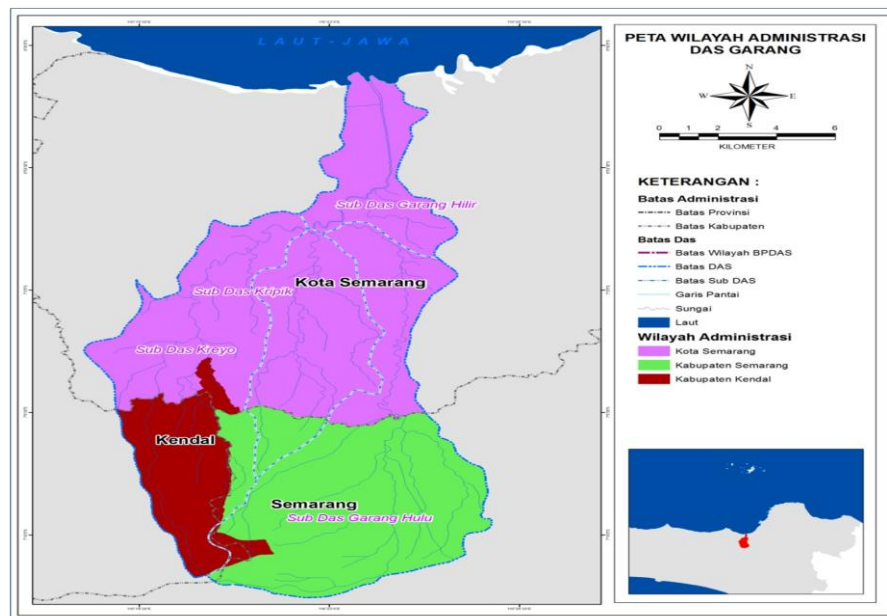 LAUT-JAWA
Sub Das Garang Hilir
Kota Semarang
Sub Das Kripik
Sub Das Kreyo
Kendal
Semarang
Sub Das Garang Hulu
PETA WILAYAH ADMINISTRASI
DAS GARANG
N
W E
S
0 1 2 4 6
KILOMETER
KETERANGAN :
Batas Administrasi
Batas Provinsi
Batas Kabupaten
Batas Das
Batas Wilayah BPDAS
Batas DAS
Batas Sub DAS
Garis Pantai
Sungai
Laut
Wilayah Administrasi
Kota Semarang
Kabupaten Semarang
Kabupaten Kendal